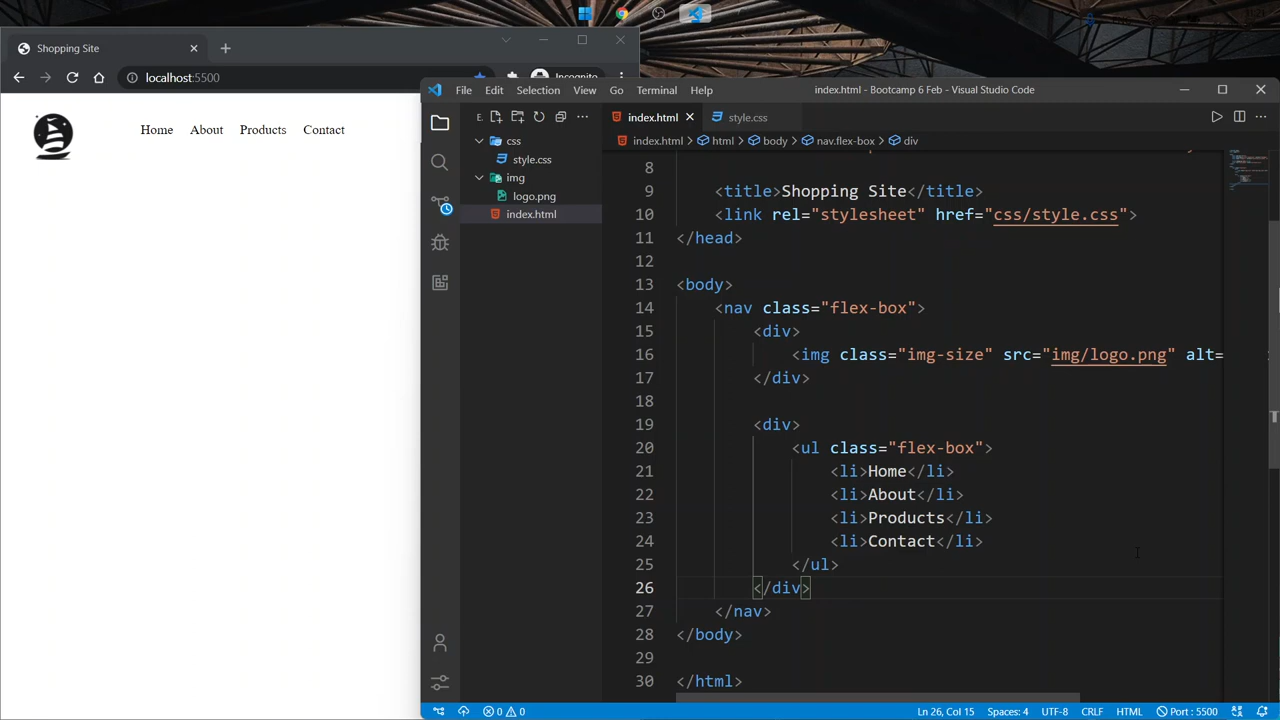 Shopping Site
localhost:5500
Incognito
Home About Products Contact
File Edit Selection View Go Terminal Help
index.html - Bootcamp 6 Feb - Visual Studio Code
E.
css
style.css
img
logo.png
index.html
index.html
style.css
index.html > html > body > nav.flex-box > div
8
9 <title>Shopping Site</title>
10 <link rel="stylesheet" href="css/style.css">
11 </head>
12
13 <body>
14 <nav class="flex-box">
15 <div>
16 <img class="img-size" src="img/logo.png" alt=
17 </div>
18
19 <div>
20 <ul class="flex-box">
21 <li>Home</li>
22 <li>About</li>
23 <li>Products</li>
24 <li>Contact</li>
25 </ul>
26 </div>
27 </nav>
28 </body>
29
30 </html>
0 0
Ln 26, Col 15 Spaces: 4 UTF-8 CRLF HTML Port : 5500